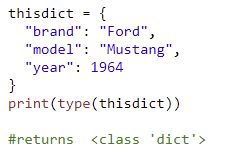 thisdict = {
  "brand": "Ford",
  "model": "Mustang",
  "year": 1964
}
print(type(thisdict))

#returns  <class 'dict'>